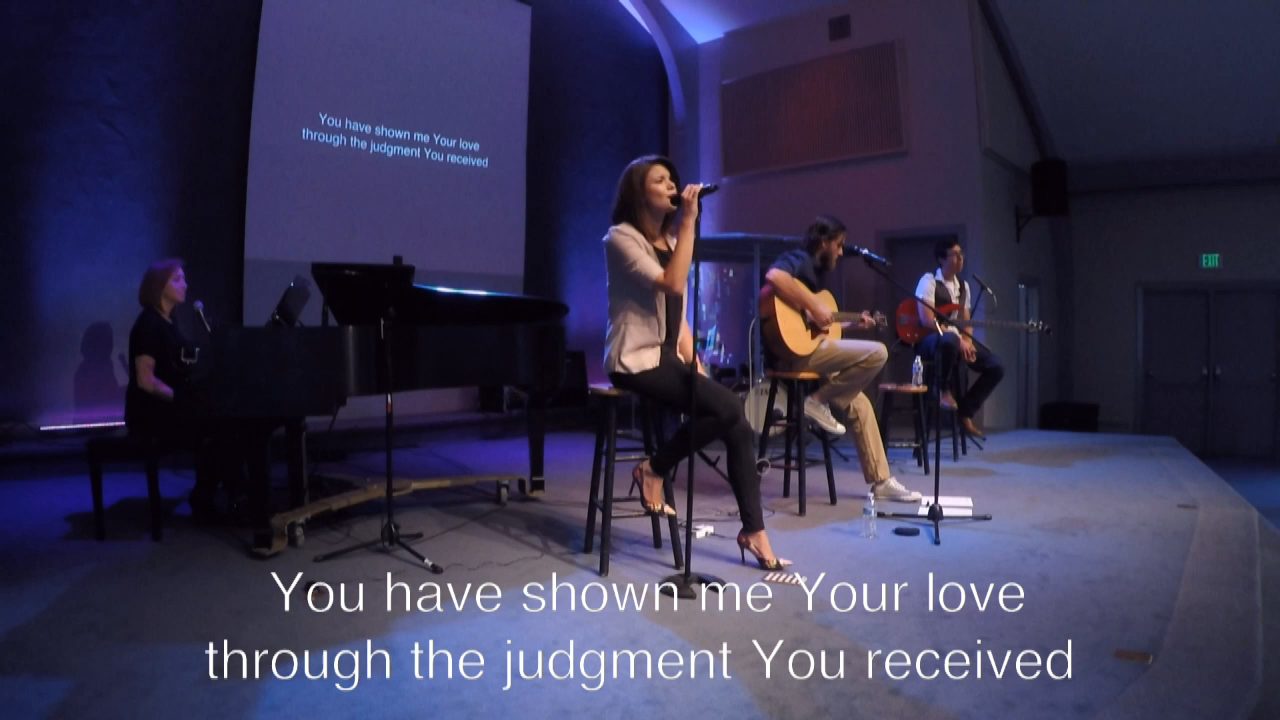 You have shown me Your love
through the judgment You received
EXIT
You have shown me Your love
through the judgment You received